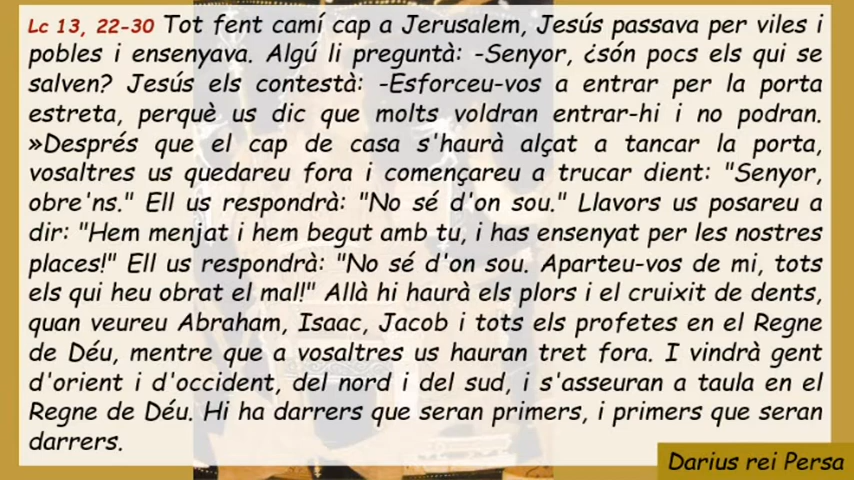 Lc 13, 22-30 Tot fent camí cap a Jerusalem, Jesús passava per viles i
pobles i ensenyava. Algú li preguntà: -Senyor, ¿són pocs els qui se
salven? Jesús els contestà: -Esforceu-vos a entrar per la porta
estreta, perquè us dic que molts voldran entrar-hi i no podran.
»Després que el cap de casa s'haurà alçat a tancar la porta,
vosaltres us quedareu fora i començareu a trucar dient: "Senyor,
obre'ns." Ell us respondrà: "No sé d'on sou." Llavors us posareu a
dir: "Hem menjat i hem begut amb tu, i has ensenyat per les nostres
places!" Ell us respondrà: "No sé d'on sou. Aparteu-vos de mi, tots
els qui heu obrat el mal!" Allà hi haurà els plors i el cruixit de dents,
quan veureu Abraham, Isaac, Jacob i tots els profetes en el Regne
de Déu, mentre que a vosaltres us hauran tret fora. I vindrà gent
d'orient i d'occident, del nord i del sud, i s'asseuran a taula en el
Regne de Déu. Hi ha darrers que seran primers, i primers que seran
darrers.
Darius rei Persa